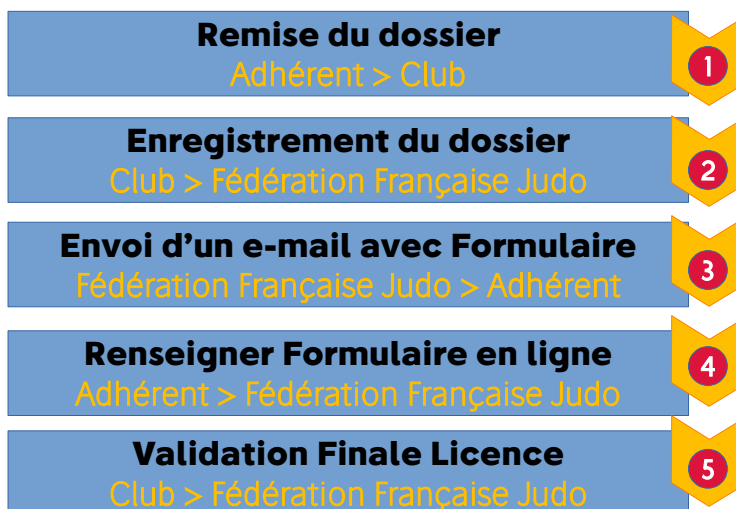 Remise du dossier
Adhérent > Club
1
Enregistrement du dossier
Club > Fédération Française Judo
2
Envoi d’un e-mail avec Formulaire
Fédération Française Judo > Adhérent
3
Renseigner Formulaire en ligne
Adhérent > Fédération Française Judo
4
Validation Finale Licence
Club > Fédération Française Judo
5